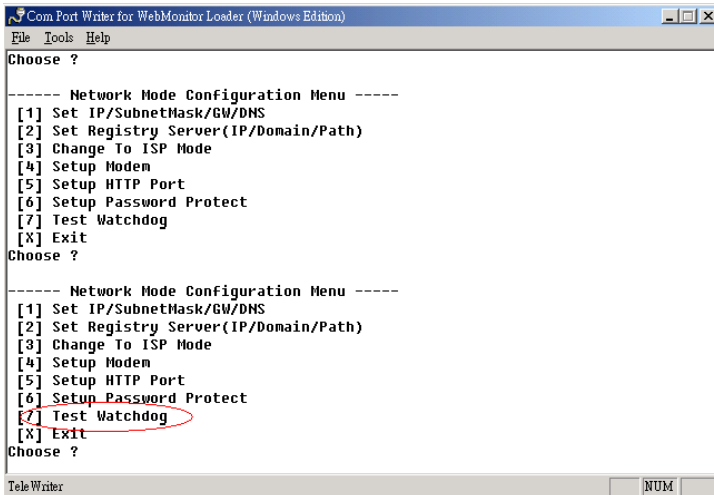 Com Port Writer for WebMonitor Loader (Windows Edition)
File Tools Help
Choose ?
------ Network Mode Configuration Menu -----
[1] Set IP/SubnetMask/GW/DNS
[2] Set Registry Server(IP/Domain/Path)
[3] Change To ISP Mode
[4] Setup Modem
[5] Setup HTTP Port
[6] Setup Password Protect
[7] Test Watchdog
[X] Exit
Choose ?
------ Network Mode Configuration Menu -----
[1] Set IP/SubnetMask/GW/DNS
[2] Set Registry Server(IP/Domain/Path)
[3] Change To ISP Mode
[4] Setup Modem
[5] Setup HTTP Port
[6] Setup Password Protect
[7] Test Watchdog
[X] Exit
Choose ?
TeleWriter NUM